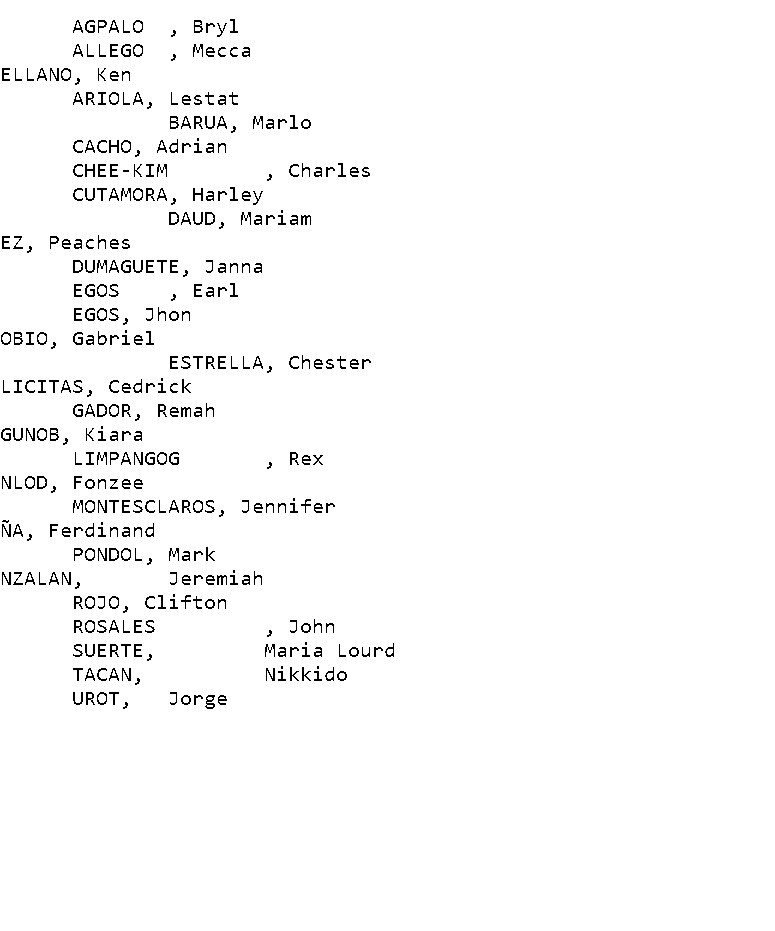 AGPALO , Bryl
ALLEGO , Mecca
ELLANO, Ken
ARIOLA, Lestat
BARUA, Marlo
CACHO, Adrian
CHEE-KIM , Charles
CUTAMORA, Harley
DAUD, Mariam
EZ, Peaches
DUMAGUETE, Janna
EGOS , Earl
EGOS, Jhon
OBIO, Gabriel
ESTRELLA, Chester
LICITAS, Cedrick
GADOR, Remah
GUNOB, Kiara
LIMPANGOG , Rex
NLOD, Fonzee
MONTESCLAROS, Jennifer
ÑA, Ferdinand
PONDOL, Mark
NZALAN, Jeremiah
ROJO, Clifton
ROSALES , John
SUERTE, Maria Lourd
TACAN, Nikkido
UROT, Jorge